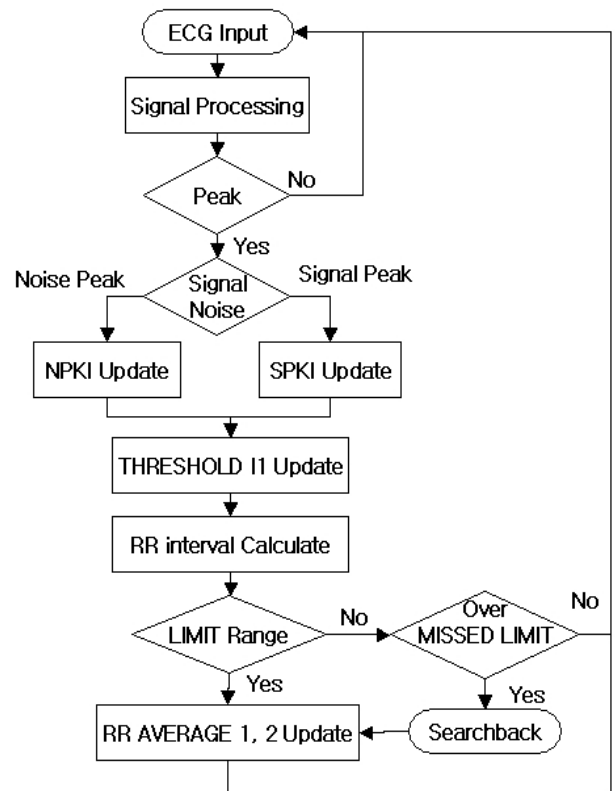 ECG Input
Signal Processing
Peak
No
Yes
Noise Peak
Signal
Noise
Signal Peak
NPKI Update
SPKI Update
THRESHOLD I1 Update
RR interval Calculate
LIMIT Range
No
Over
MISSED LIMIT
No
Yes
Yes
RR AVERAGE 1, 2 Update
Searchback